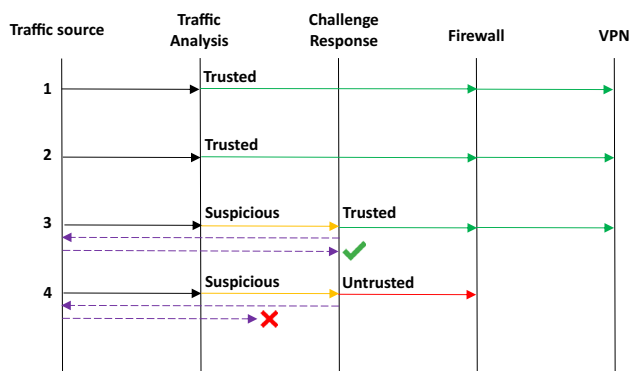 Traffic source
Traffic
Analysis
Challenge
Response
Firewall
VPN
1
Trusted
2
Trusted
3
Suspicious
Trusted
4
Suspicious
Untrusted